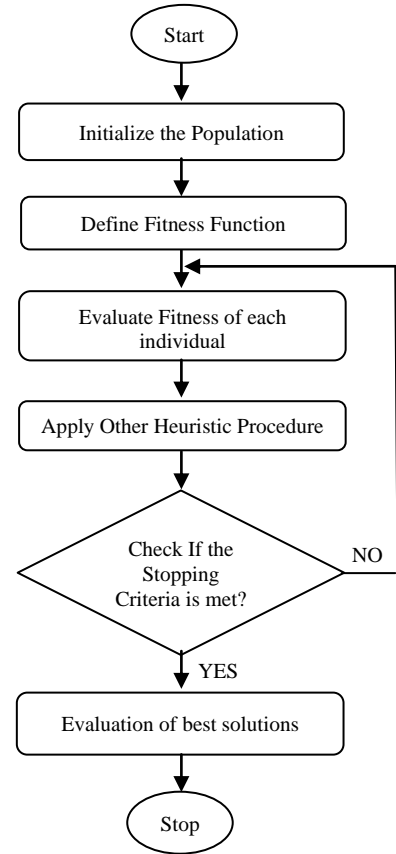 Start
Initialize the Population
Define Fitness Function
Evaluate Fitness of each
individual
Apply Other Heuristic Procedure
Check If the
Stopping
Criteria is met?
NO
YES
Evaluation of best solutions
Stop